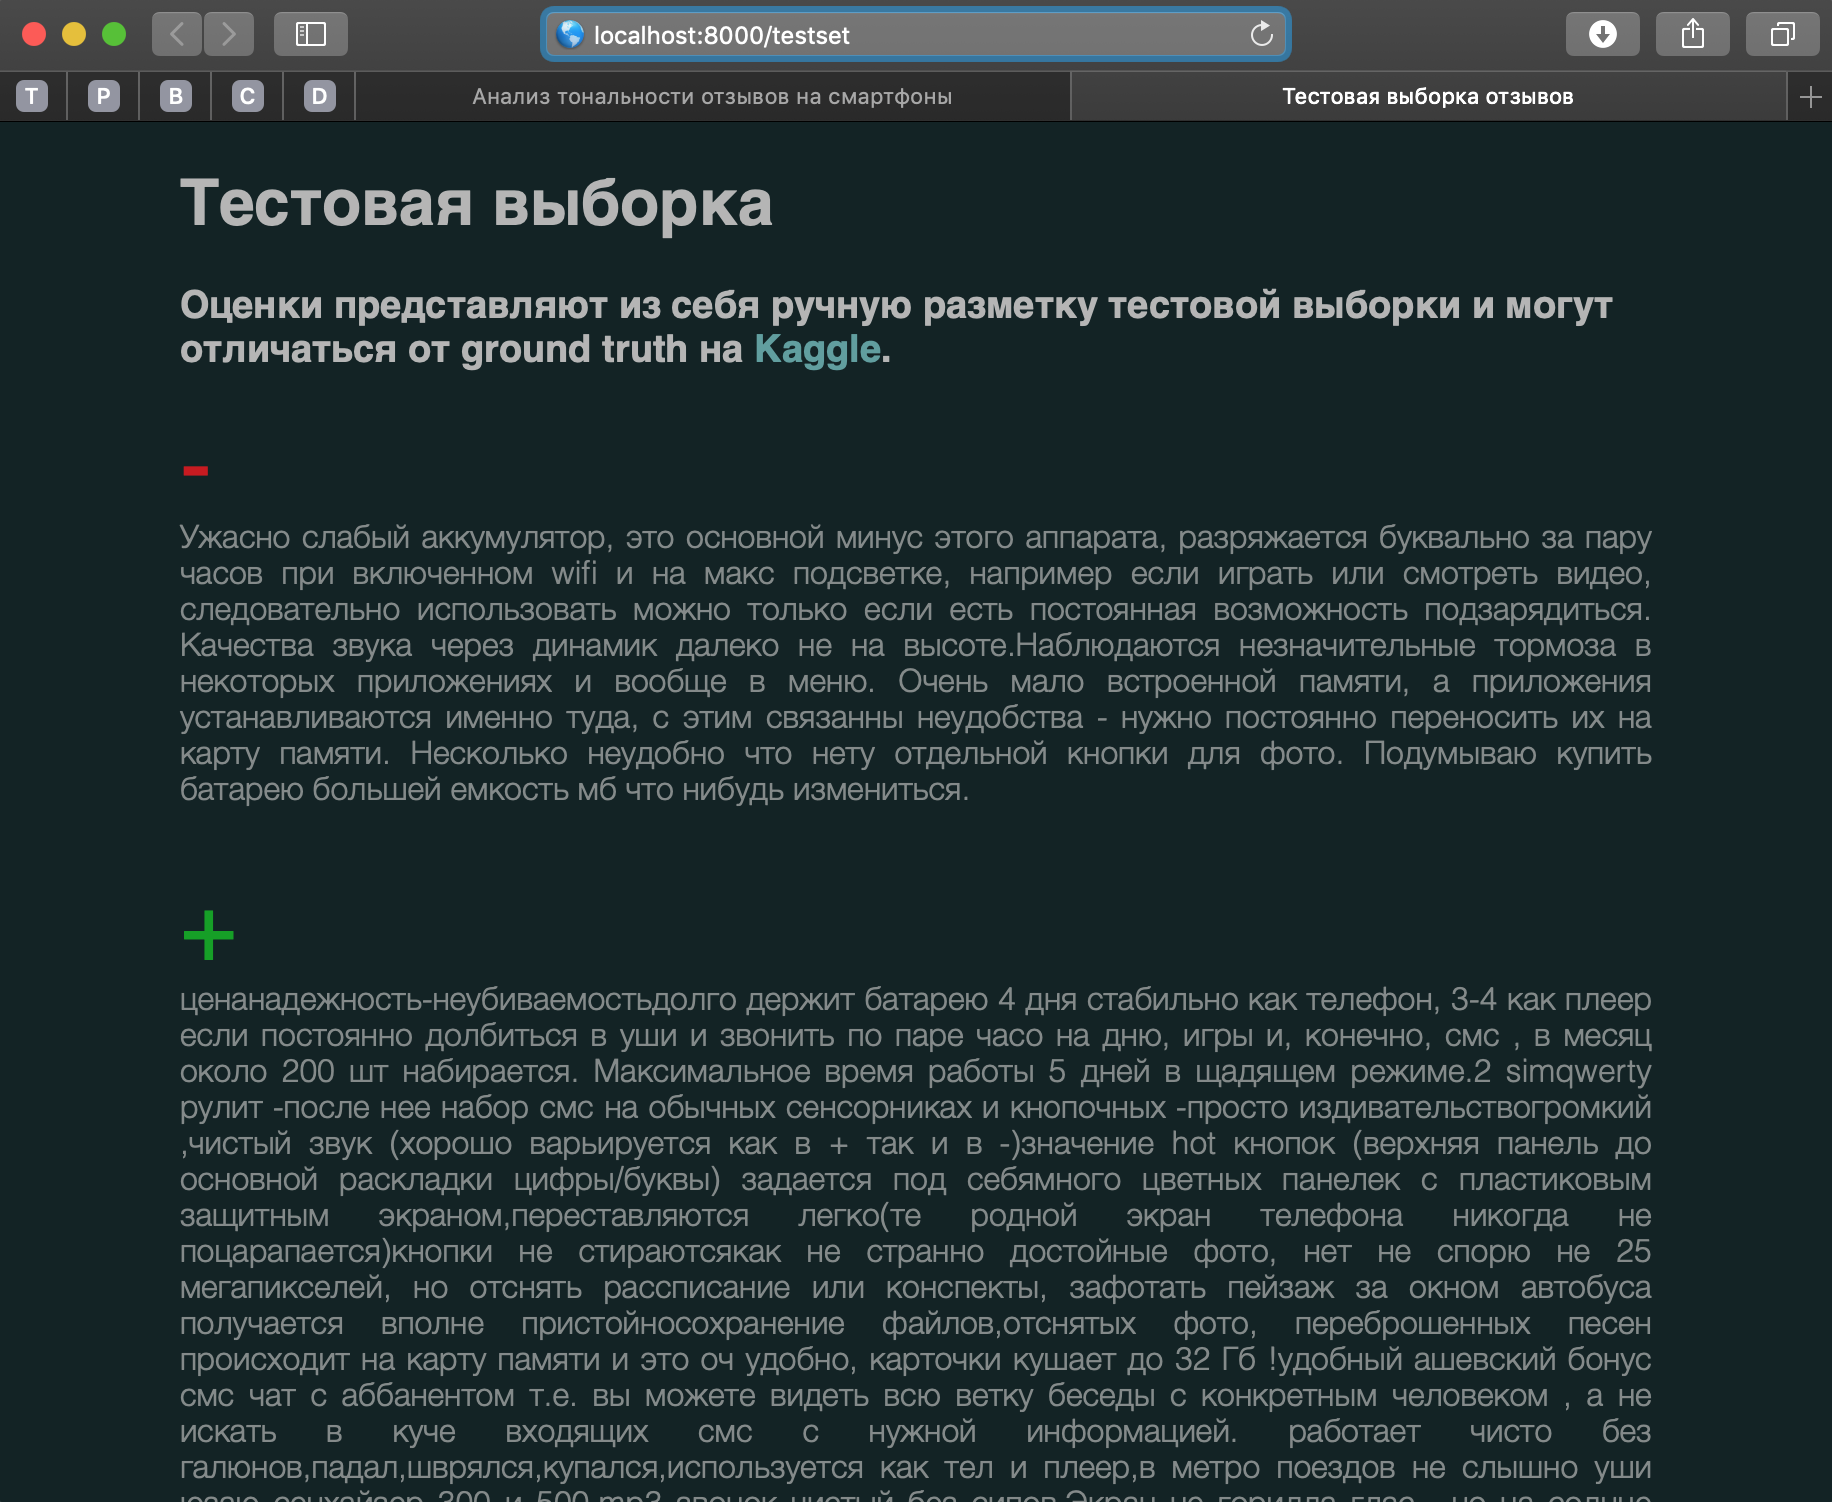 localhost:8000/testset
T P B C D Анализ тональности отзывов на смартфоны Тестовая выборка отзывов
Тестовая выборка
Оценки представляют из себя ручную разметку тестовой выборки и могут
отличаться от ground truth на Kaggle.
-
Ужасно слабый аккумулятор, это основной минус этого аппарата, разряжается буквально за пару
часов при включенном wifi и на макс подсветке, например если играть или смотреть видео,
следовательно использовать можно только если есть постоянная возможность подзарядиться.
Качества звука через динамик далеко не на высоте.Наблюдаются незначительные тормоза в
некоторых приложениях и вообще в меню. Очень мало встроенной памяти, а приложения
устанавливаются именно туда, с этим связанны неудобства - нужно постоянно переносить их на
карту памяти. Несколько неудобно что нету отдельной кнопки для фото. Подумываю купить
батарею большей емкость мб что нибудь измениться.
+
ценанадежность-неубиваемостьдолго держит батарею 4 дня стабильно как телефон, 3-4 как плеер
если постоянно долбиться в уши и звонить по паре часо на дню, игры и, конечно, смс , в месяц
около 200 шт набирается. Максимальное время работы 5 дней в щадящем режиме.2 simqwerty
рулит -после нее набор смс на обычных сенсорниках и кнопочных -просто издивательствогромкий
,чистый звук (хорошо варьируется как в + так и в -)значение hot кнопок (верхняя панель до
основной раскладки цифры/буквы) задается под себямного цветных панелек с пластиковым
защитным экраном,переставляются легко(те родной экран телефона никогда не
поцарапается)кнопки не стираютсякак не странно достойные фото, нет не спорю не 25
мегапикселей, но отснять рассписание или конспекты, зафотать пейзаж за окном автобуса
получается вполне пристойносохранение файлов,отснятых фото, переброшенных песен
происходит на карту памяти и это оч удобно, карточки кушает до 32 Гб !удобный ашевский бонус
смс чат с аббанентом т.е. вы можете видеть всю ветку беседы с конкретным человеком , а не
искать в куче входящих смс с нужной информацией. работает чисто без
галюнов,падал,шврялся,купался,используется как тел и плеер,в метро поездов не слышно уши